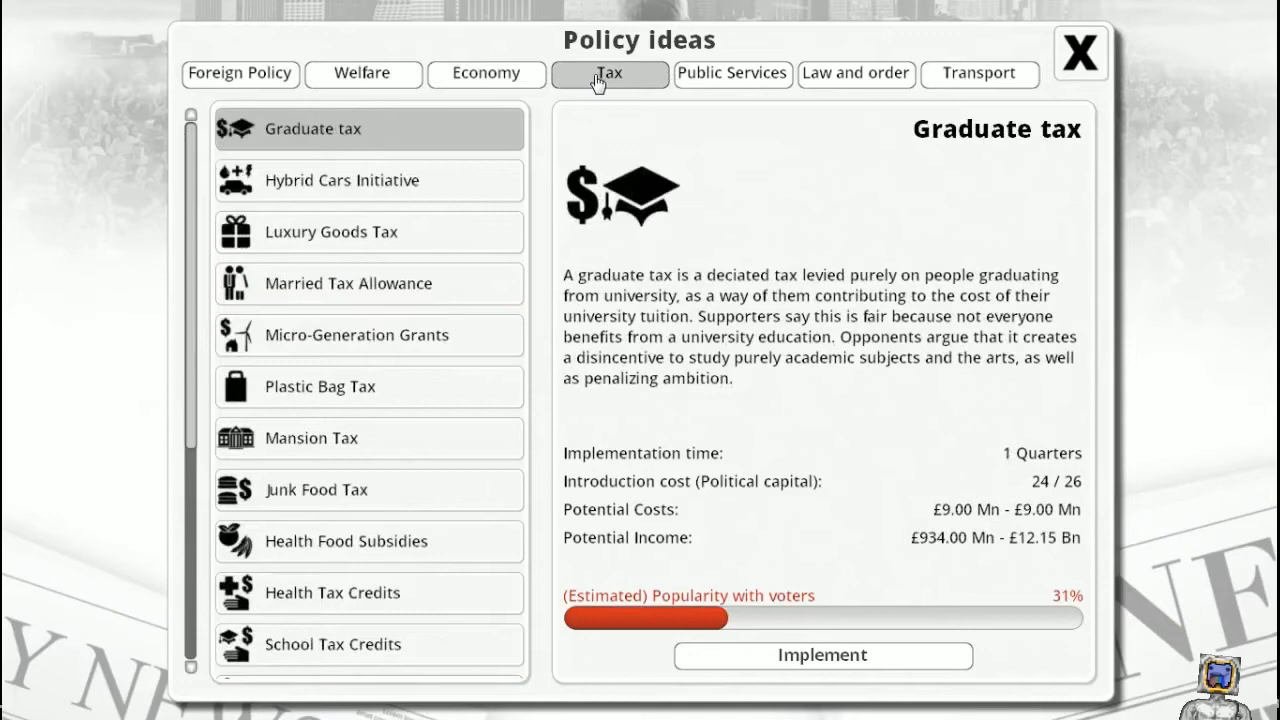 Policy ideas
X
Foreign Policy
Welfare
Economy
Tax
Public Services
Law and order
Transport
Graduate tax
Hybrid Cars Initiative
Luxury Goods Tax
Married Tax Allowance
Micro-Generation Grants
Plastic Bag Tax
Mansion Tax
Junk Food Tax
Health Food Subsidies
Health Tax Credits
School Tax Credits
Graduate tax
A graduate tax is a deciated tax levied purely on people graduating
from university, as a way of them contributing to the cost of their
university tuition. Supporters say this is fair because not everyone
benefits from a university education. Opponents argue that it creates
a disincentive to study purely academic subjects and the arts, as well
as penalizing ambition.
Implementation time: 1 Quarters
Introduction cost (Political capital): 24 / 26
Potential Costs: £9.00 Mn - £9.00 Mn
Potential Income: £934.00 Mn - £12.15 Bn
(Estimated) Popularity with voters 31%
Implement
Y NEWS
NE